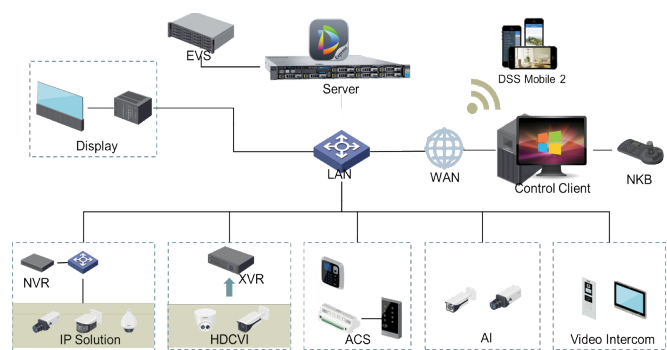 EVS
Server
DSS Mobile 2
Display
LAN
WAN
Control Client
NKB
NVR
XVR
IP Solution
HDCVI
ACS
AI
Video Intercom